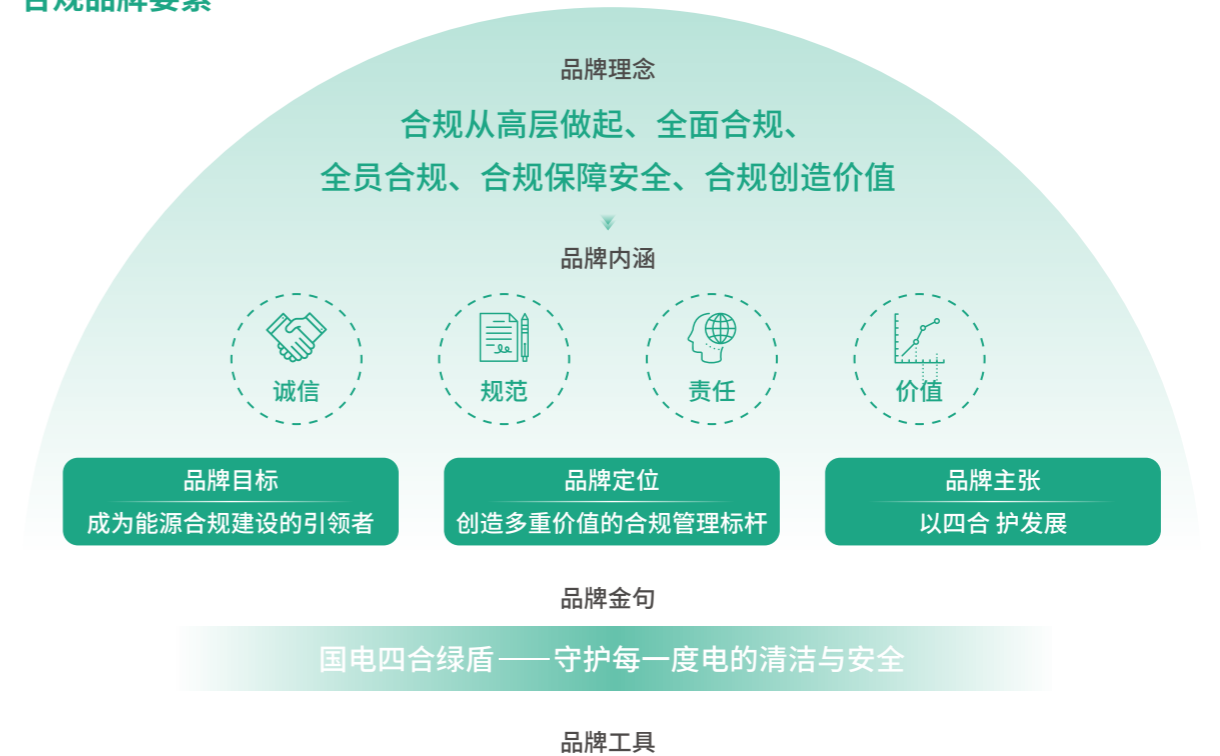 合规品牌要素
品牌理念
合规从高层做起、全面合规、
全员合规、合规保障安全、合规创造价值
品牌内涵
诚信
规范
责任
价值
品牌目标
成为能源合规建设的引领者
品牌定位
创造多重价值的合规管理标杆
品牌主张
以四合 护发展
品牌金句
国电四合绿盾——守护每一度电的清洁与安全
品牌工具